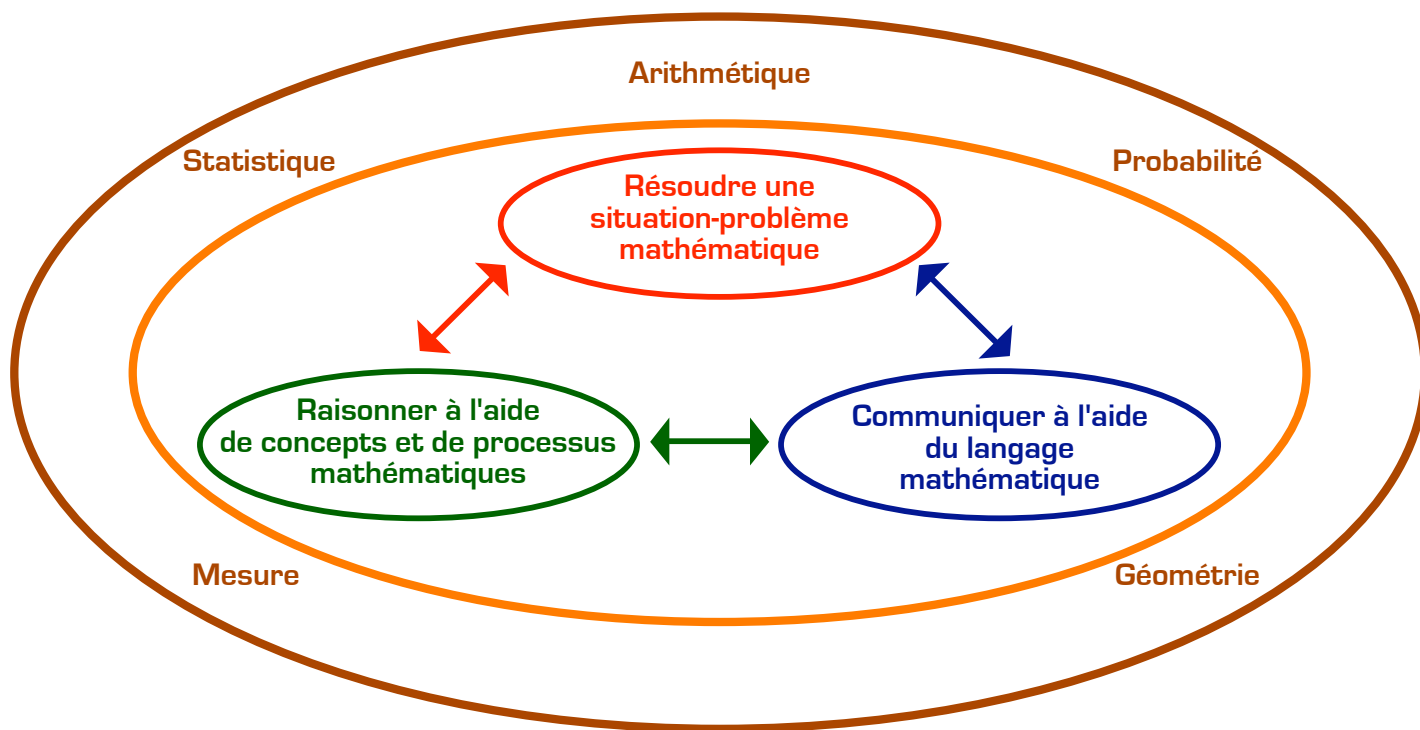 Arithmétique
Statistique
Probabilité
Résoudre une
situation-problème
mathématique
Raisonner à l'aide
de concepts et de processus
mathématiques
Communiquer à l'aide
du langage
mathématique
Mesure
Géométrie